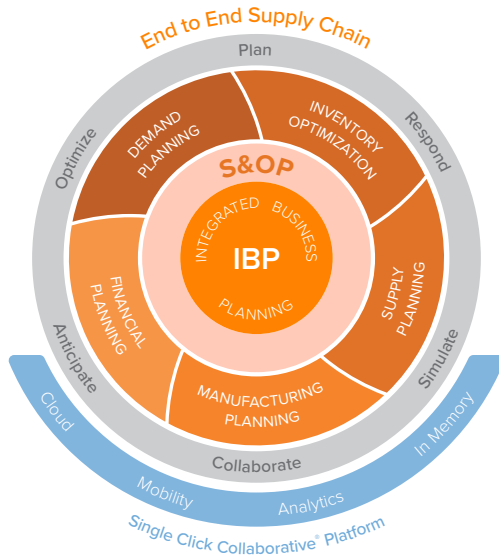 End to End Supply Chain
Plan
Optimize
Respond
DEMAND
PLANNING
INVENTORY
OPTIMIZATION
S&OP
INTEGRATED BUSINESS
IBP
PLANNING
FINANCIAL
PLANNING
SUPPLY
PLANNING
MANUFACTURING
PLANNING
Anticipate
Simulate
Collaborate
Cloud
Mobility
Analytics
In Memory
Single Click Collaborative® Platform